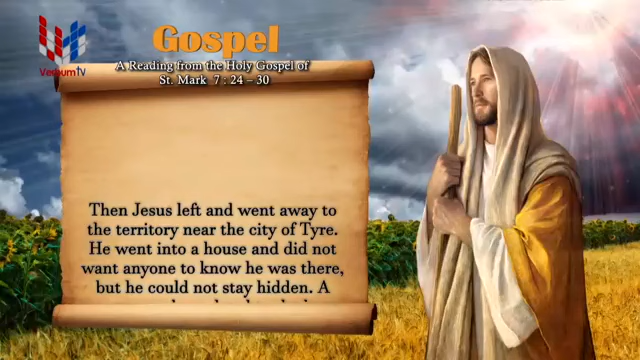 VerbumTV
Gospel
A Reading from the Holy Gospel of
St. Mark 7 : 24 – 30
Then Jesus left and went away to
the territory near the city of Tyre.
He went into a house and did not
want anyone to know he was there,
but he could not stay hidden. A